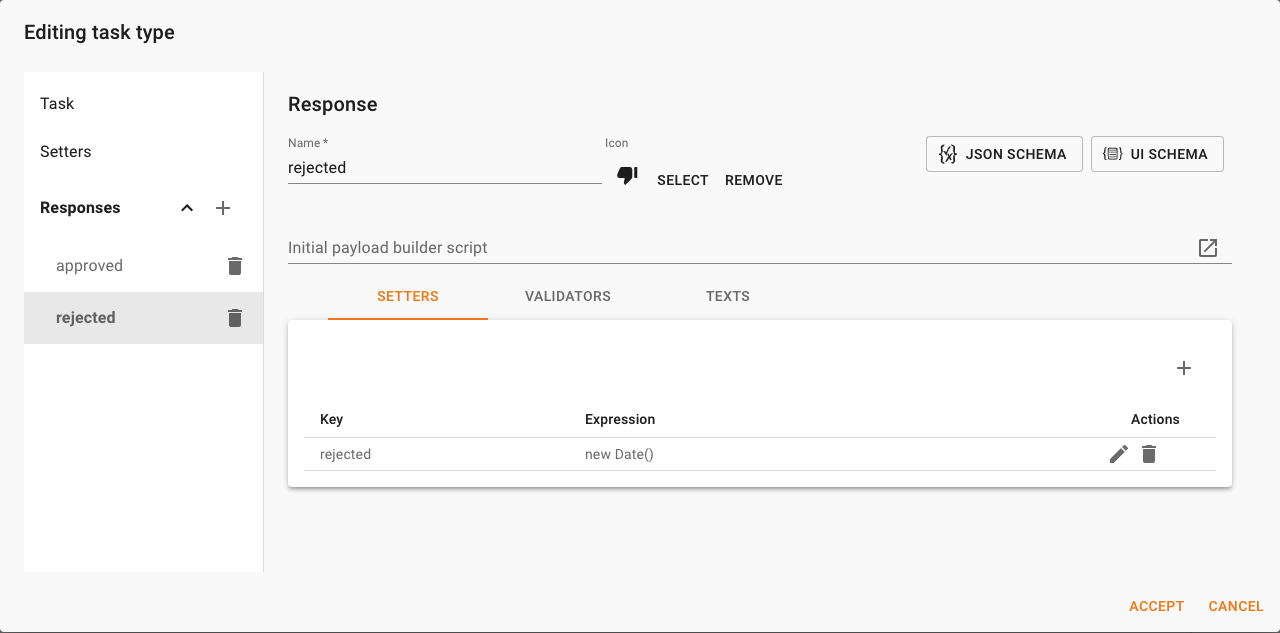 Editing task type
Task
Setters
Responses
approved
rejected
Response
Name *
Icon
rejected
SELECT
REMOVE
JSON SCHEMA
UI SCHEMA
Initial payload builder script
SETTERS
VALIDATORS
TEXTS
Key
Expression
Actions
rejected
new Date()
ACCEPT
CANCEL